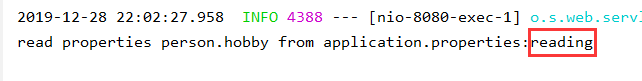 2019-12-28 22:02:27.958  INFO 4388 --- [nio-8080-exec-1] o.s.web.serv
read properties person.hobby from application.properties:reading